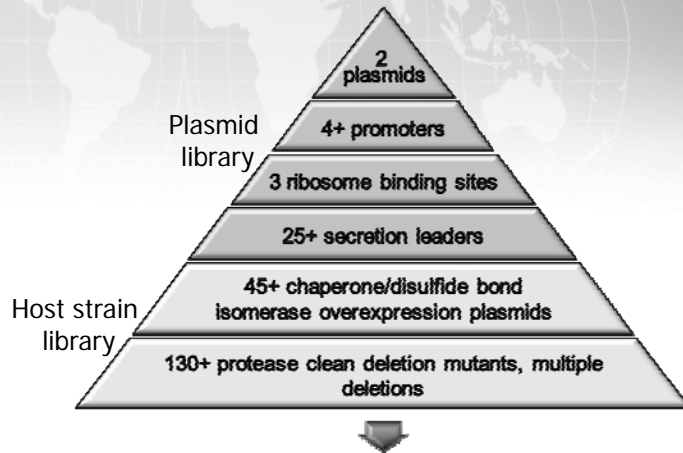 2
plasmids
Plasmid
library
4+ promoters
3 ribosome binding sites
25+ secretion leaders
Host strain
library
45+ chaperone/disulfide bond
isomerase overexpression plasmids
130+ protease clean deletion mutants, multiple
deletions